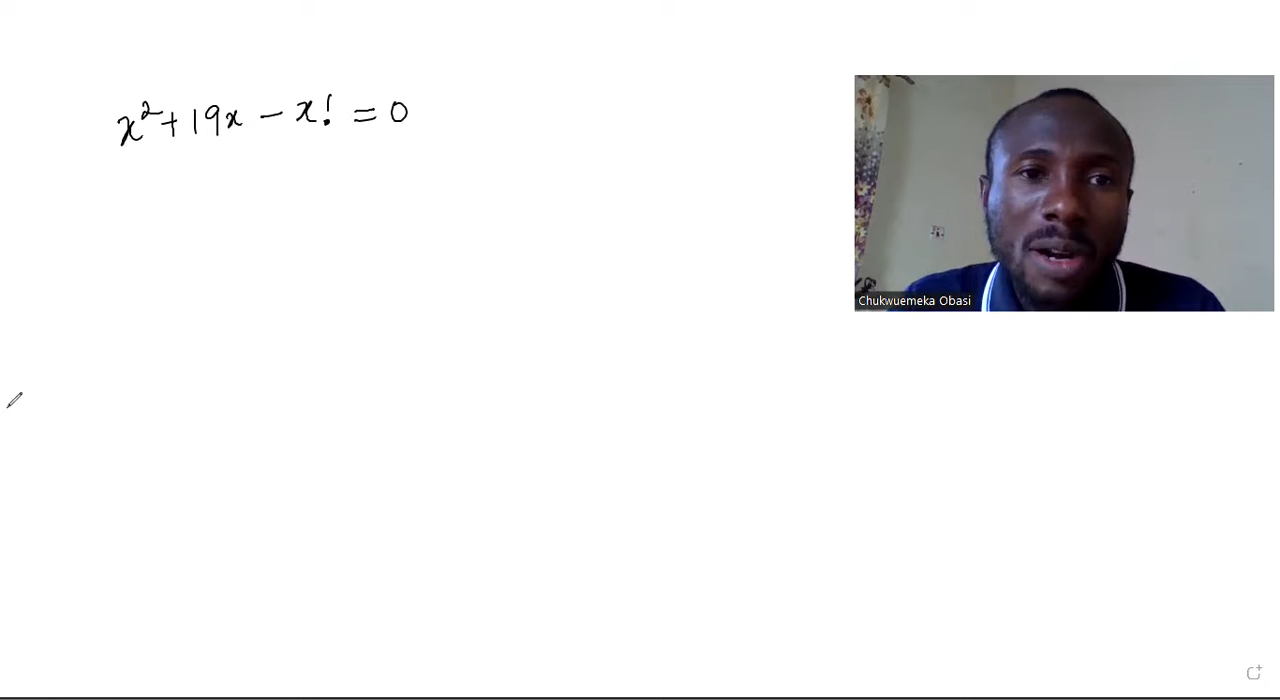 x² + 19x - x! = 0
Chukwuemeka Obasi